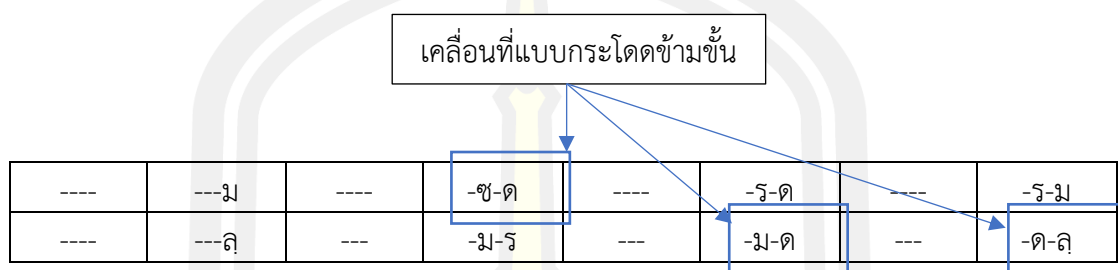 เคลื่อนที่แบบกระโดดข้ามขั้น
---- ---ม ---- -ซ-ด ---- -ร-ด ---- -ร-ม
---- ---ลฺ --- -ม-ร --- -ม-ด --- -ด-ลฺ